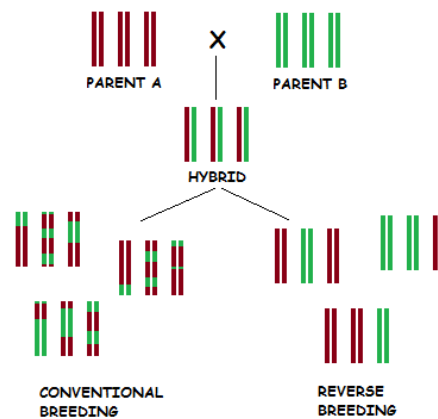 X
PARENT A
PARENT B
HYBRID
CONVENTIONAL
BREEDING
REVERSE
BREEDING